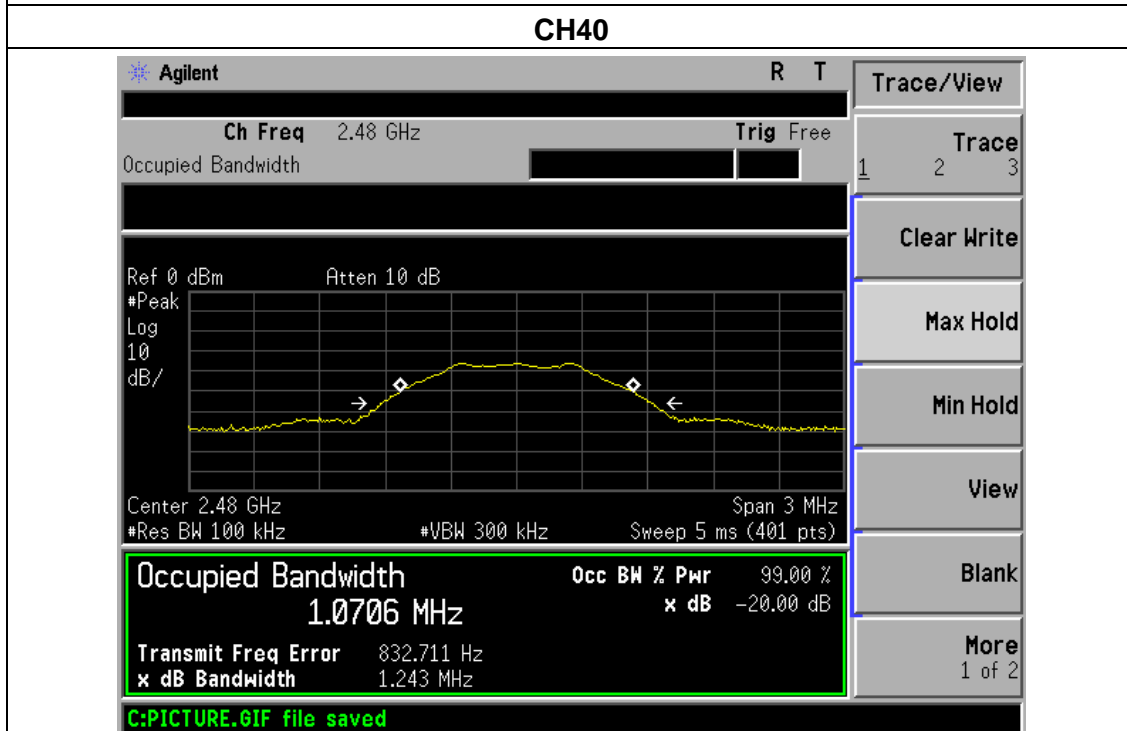 CH40
Agilent R T
Ch Freq 2.48 GHz Trig Free
Occupied Bandwidth
Ref 0 dBm Atten 10 dB
#Peak
Log
10
dB/
Center 2.48 GHz Span 3 MHz
#Res BW 100 kHz #VBW 300 kHz Sweep 5 ms (401 pts)
Occupied Bandwidth Occ BW % Pwr 99.00 %
1.0706 MHz x dB -20.00 dB
Transmit Freq Error 832.711 Hz
x dB Bandwidth 1.243 MHz
C:PICTURE.GIF file saved
Trace/View
Trace
1 2 3
Clear Write
Max Hold
Min Hold
View
Blank
More
1 of 2